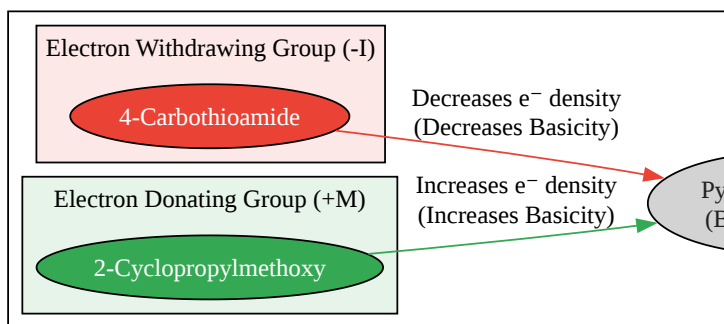 Electron Withdrawing Group (-I)
4-Carbothioamide
Decreases e⁻ density
(Decreases Basicity)
Electron Donating Group (+M)
2-Cyclopropylmethoxy
Increases e⁻ density
(Increases Basicity)